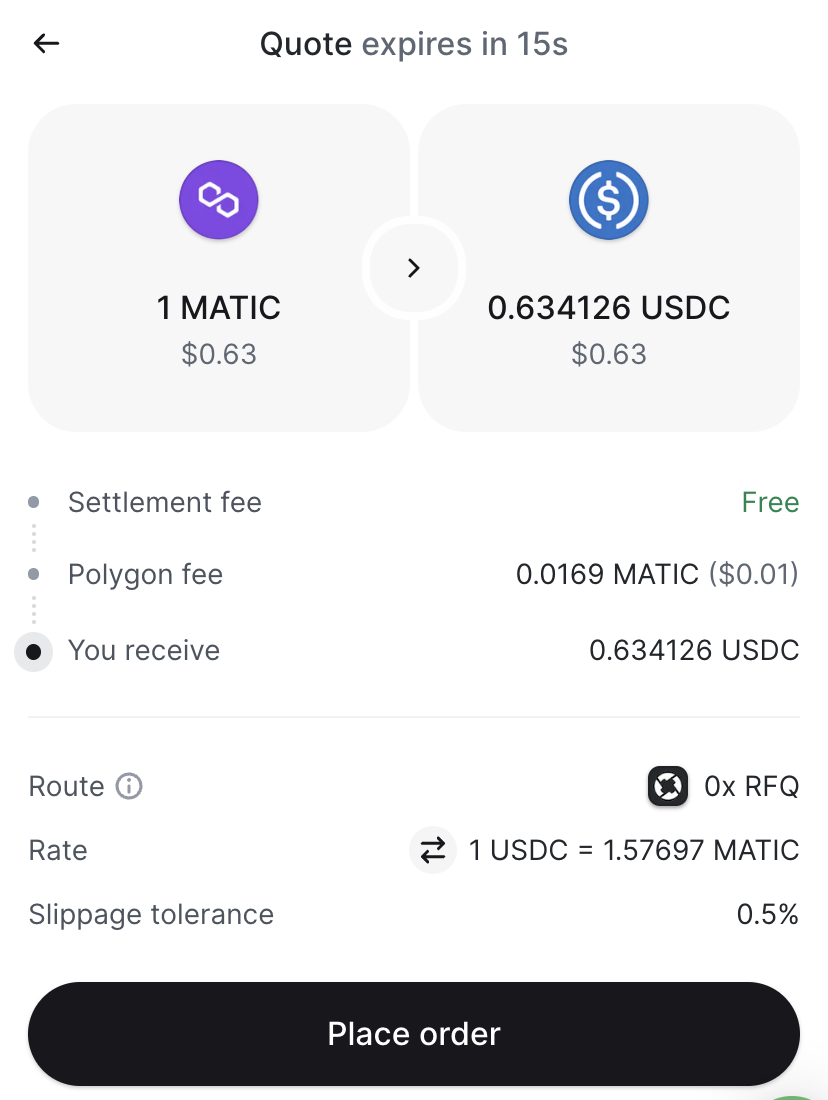 Quote expires in 15s
1 MATIC
$0.63
0.634126 USDC
$0.63
Settlement fee Free
Polygon fee 0.0169 MATIC ($0.01)
You receive 0.634126 USDC
Route 0x RFQ
Rate 1 USDC = 1.57697 MATIC
Slippage tolerance 0.5%
Place order